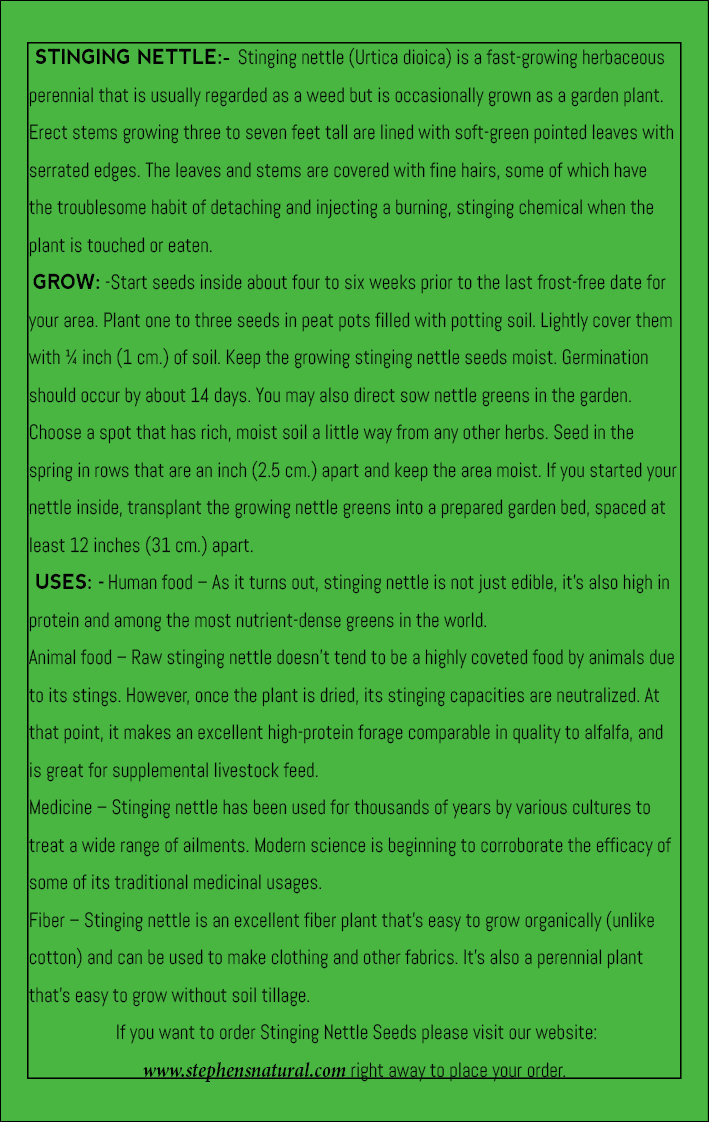 STINGING NETTLE:- Stinging nettle (Urtica dioica) is a fast-growing herbaceous
perennial that is usually regarded as a weed but is occasionally grown as a garden plant.
Erect stems growing three to seven feet tall are lined with soft-green pointed leaves with
serrated edges. The leaves and stems are covered with fine hairs, some of which have
the troublesome habit of detaching and injecting a burning, stinging chemical when the
plant is touched or eaten.
GROW: -Start seeds inside about four to six weeks prior to the last frost-free date for
your area. Plant one to three seeds in peat pots filled with potting soil. Lightly cover them
with ¼ inch (1 cm.) of soil. Keep the growing stinging nettle seeds moist. Germination
should occur by about 14 days. You may also direct sow nettle greens in the garden.
Choose a spot that has rich, moist soil a little way from any other herbs. Seed in the
spring in rows that are an inch (2.5 cm.) apart and keep the area moist. If you started your
nettle inside, transplant the growing nettle greens into a prepared garden bed, spaced at
least 12 inches (31 cm.) apart.
USES: - Human food – As it turns out, stinging nettle is not just edible, it's also high in
protein and among the most nutrient-dense greens in the world.
Animal food – Raw stinging nettle doesn't tend to be a highly coveted food by animals due
to its stings. However, once the plant is dried, its stinging capacities are neutralized. At
that point, it makes an excellent high-protein forage comparable in quality to alfalfa, and
is great for supplemental livestock feed.
Medicine – Stinging nettle has been used for thousands of years by various cultures to
treat a wide range of ailments. Modern science is beginning to corroborate the efficacy of
some of its traditional medicinal usages.
Fiber – Stinging nettle is an excellent fiber plant that's easy to grow organically (unlike
cotton) and can be used to make clothing and other fabrics. It's also a perennial plant
that's easy to grow without soil tillage.
If you want to order Stinging Nettle Seeds please visit our website:
www.stephensnatural.com right away to place your order.